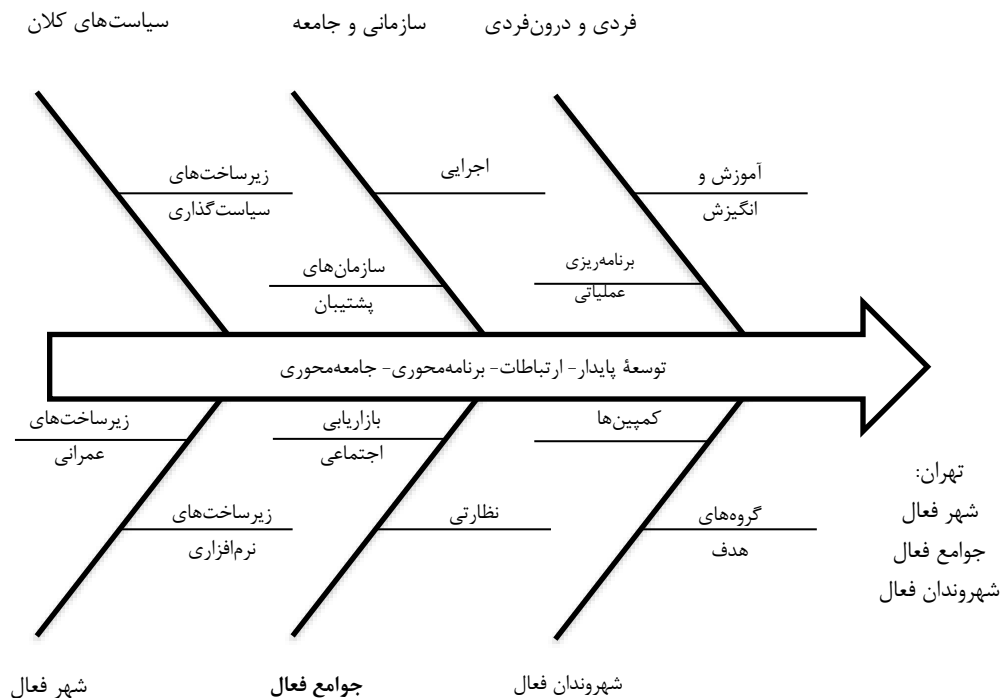 فردی و درون‌فردی
سازمانی و جامعه
سیاست‌های کلان
آموزش و
انگیزش
اجرایی
زیرساخت‌های
سیاست‌گذاری
برنامه‌ریزی
عملیاتی
سازمان‌های
پشتیبان
توسعهٔ پایدار- ارتباطات- برنامه‌محوری- جامعه‌محوری
کمپین‌ها
بازاریابی
اجتماعی
زیرساخت‌های
عمرانی
گروه‌های
هدف
نظارتی
زیرساخت‌های
نرم‌افزاری
تهران:
شهر فعال
جوامع فعال
شهروندان فعال
شهروندان فعال
جوامع فعال
شهر فعال